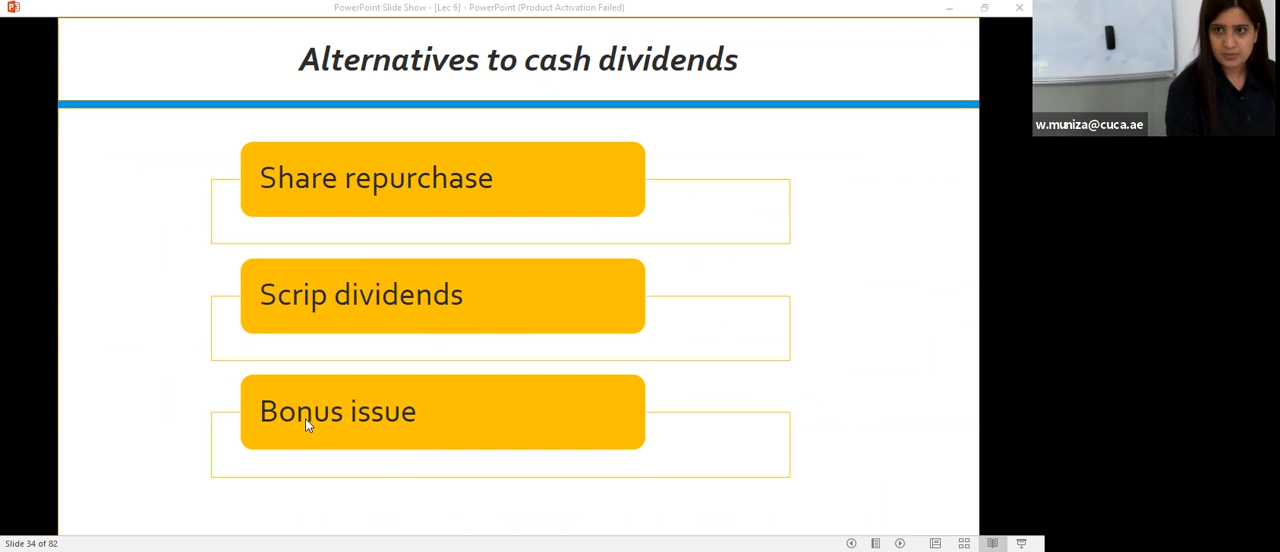 PowerPoint Slide Show - [Lec 6] - PowerPoint (Product Activation Failed)
Alternatives to cash dividends
w.muniza@cuca.ae
Share repurchase
Scrip dividends
Bonus issue
Slide 34 of 82